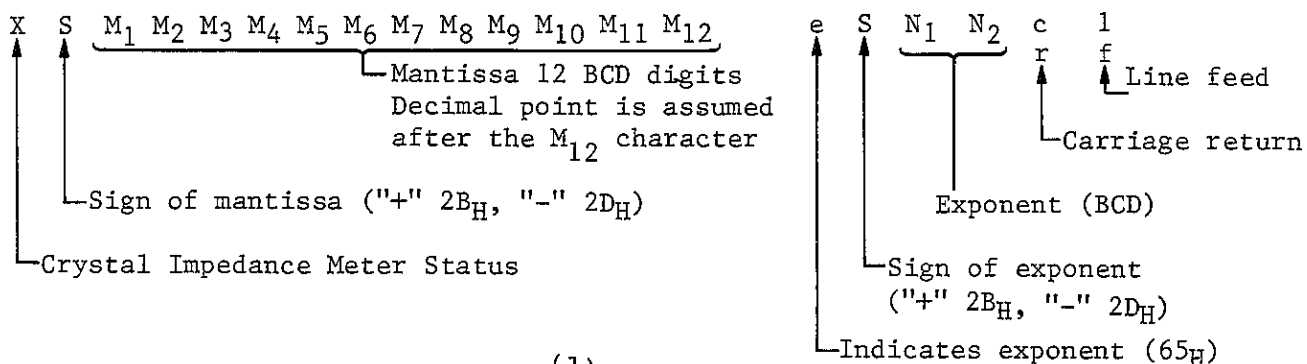 X S M1 M2 M3 M4 M5 M6 M7 M8 M9 M10 M11 M12 e S N1 N2 c l
r f
Mantissa 12 BCD digits
Decimal point is assumed
after the M12 character
Line feed
Carriage return
Sign of mantissa ("+" 2BH, "-" 2DH)
Exponent (BCD)
Crystal Impedance Meter Status
Sign of exponent
("+" 2BH, "-" 2DH)
Indicates exponent (65H)